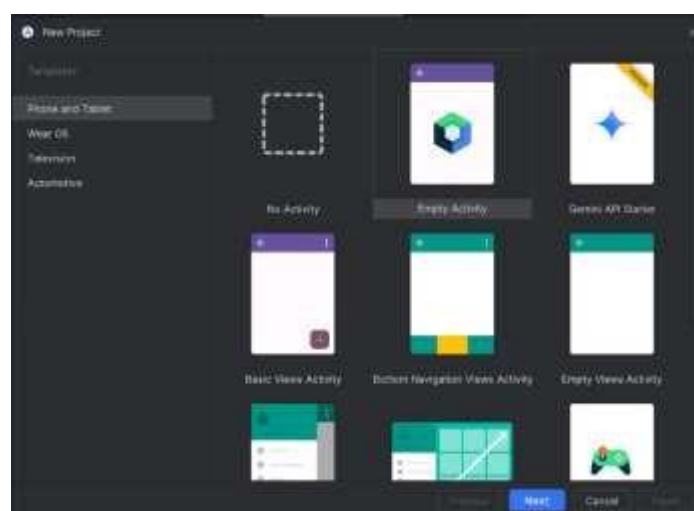 New Project
Templates
Phone and Tablet
Wear OS
Television
Automotive
No Activity
Empty Activity
Gemini API Starter
Basic Views Activity
Bottom Navigation Views Activity
Empty Views Activity
Previous
Next
Cancel
Finish